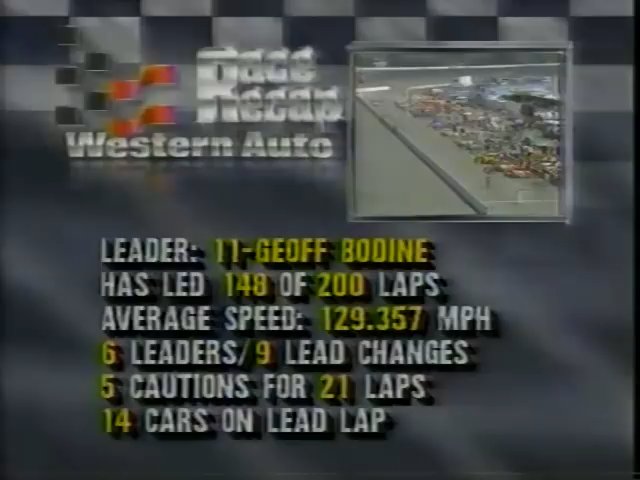 Race
Recap
Western Auto
LEADER: 11-GEOFF BODINE
HAS LED 148 OF 200 LAPS
AVERAGE SPEED: 129.357 MPH
6 LEADERS/9 LEAD CHANGES
5 CAUTIONS FOR 21 LAPS
14 CARS ON LEAD LAP